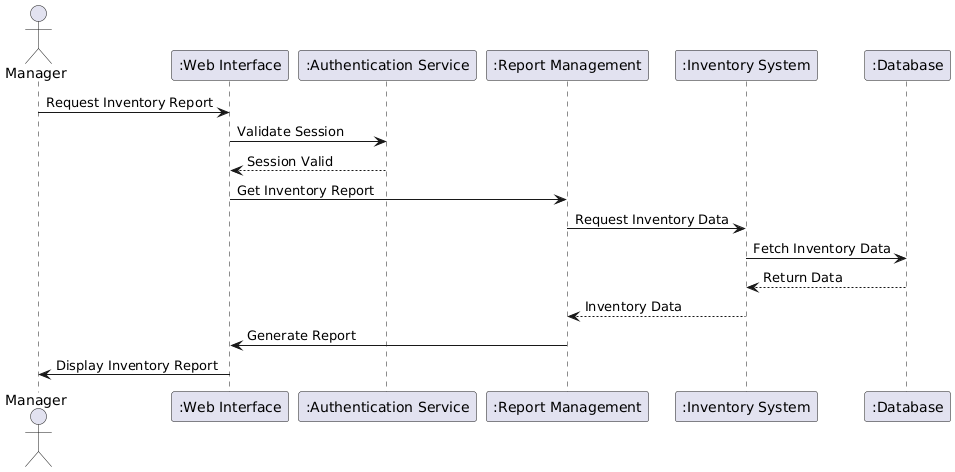 Manager
:Web Interface
:Authentication Service
:Report Management
:Inventory System
:Database
Request Inventory Report
Validate Session
Session Valid
Get Inventory Report
Request Inventory Data
Fetch Inventory Data
Return Data
Inventory Data
Generate Report
Display Inventory Report
Manager
:Web Interface
:Authentication Service
:Report Management
:Inventory System
:Database